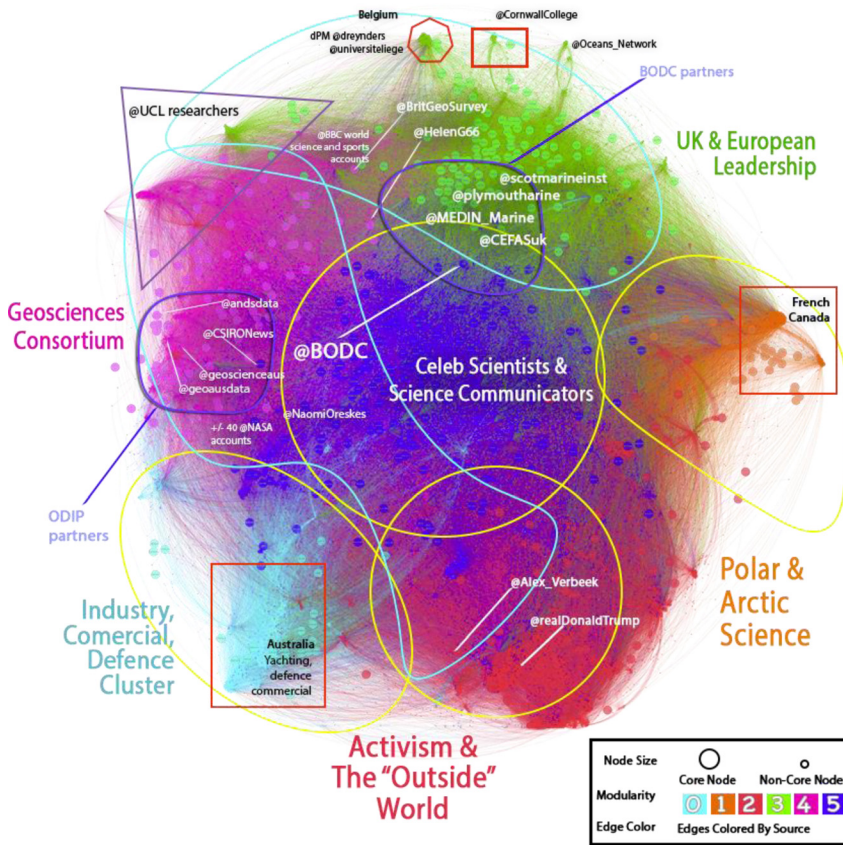 Belgium
@CornwallCollege
dPM @dreynders
@universiteliege
@Oceans_Network
BODC partners
@UCL researchers
@BritGeoSurvey
@BBC world
science and sports
accounts
@HelenG66
UK & European
Leadership
@scotmarineinst
@plymoutharine
@MEDIN_Marine
@CEFASuk
Geosciences
Consortium
@andsdata
@CSIRONews
@geoscienceaus
@geoausdata
@BODC
French
Canada
Celeb Scientists &
Science Communicators
@NaomiOreskes
+/- 40 @NASA
accounts
ODIP
partners
Polar &
Arctic
Science
@Alex_Verbeek
@realDonaldTrump
Industry,
Comercial,
Defence
Cluster
Australia
Yachting,
defence
commercial
Activism &
The “Outside”
World
Node Size
Core Node
Non-Core Node
Modularity
0 1 2 3 4 5
Edge Color
Edges Colored By Source